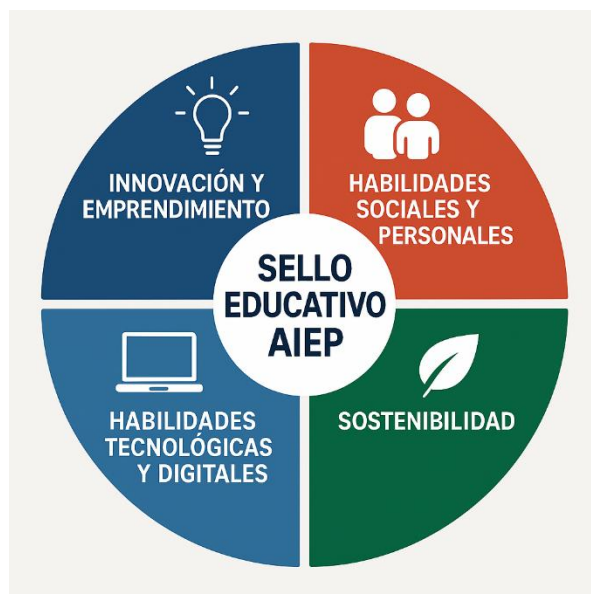 INNOVACIÓN Y
EMPRENDIMIENTO
HABILIDADES
SOCIALES Y
PERSONALES
SELLO
EDUCATIVO
AIEP
HABILIDADES
TECNOLÓGICAS
Y DIGITALES
SOSTENIBILIDAD